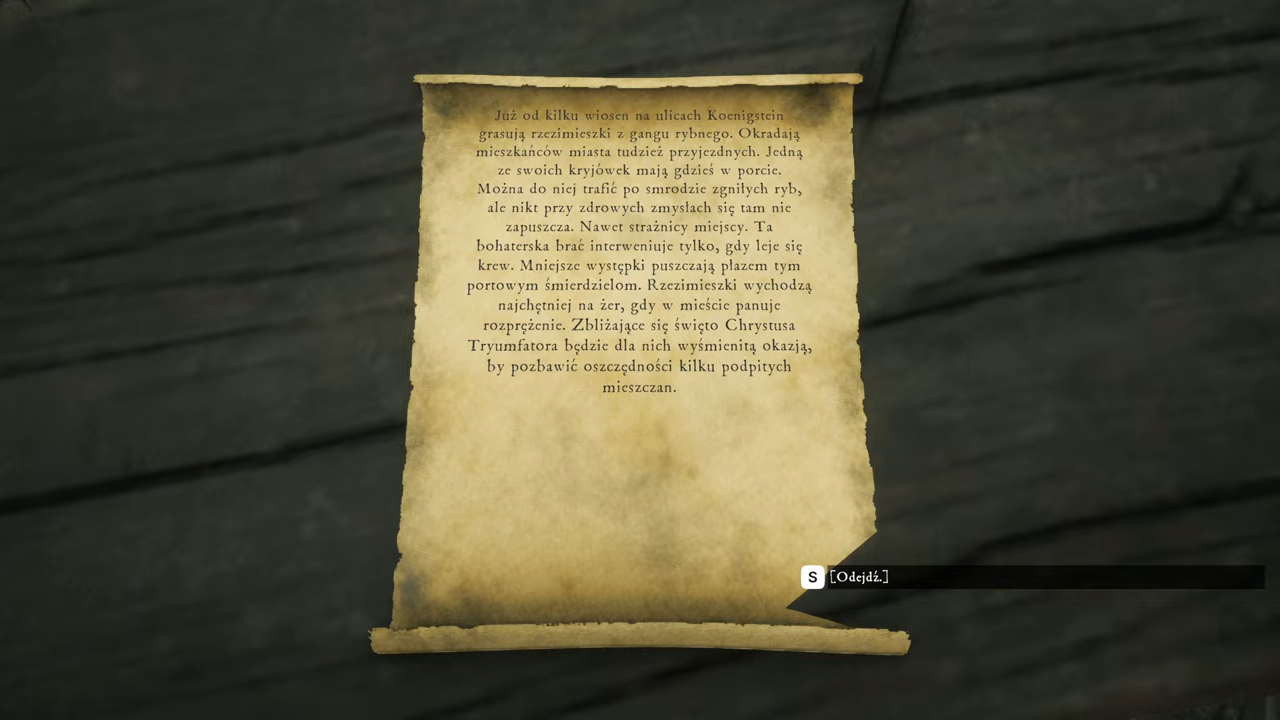 Już od kilku wiosen na ulicach Koenigstein
grasują rzezimieszki z gangu rybnego. Okradają
mieszkańców miasta tudzież przyjezdnych. Jedną
ze swoich kryjówek mają gdzieś w porcie.
Można do niej trafić po smrodzie zgniłych ryb,
ale nikt przy zdrowych zmysłach się tam nie
zapuszcza. Nawet strażnicy miejscy. Ta
bohaterska brać interweniuje tylko, gdy leje się
krew. Mniejsze występki puszczają płazem tym
portowym śmierdzielom. Rzezimieszki wychodzą
najchętniej na żer, gdy w mieście panuje
rozprężenie. Zbliżające się święto Chrystusa
Tryumfatora będzie dla nich wyśmienitą okazją,
by pozbawić oszczędności kilku podpitych
mieszczan.
S [Odejdź.]